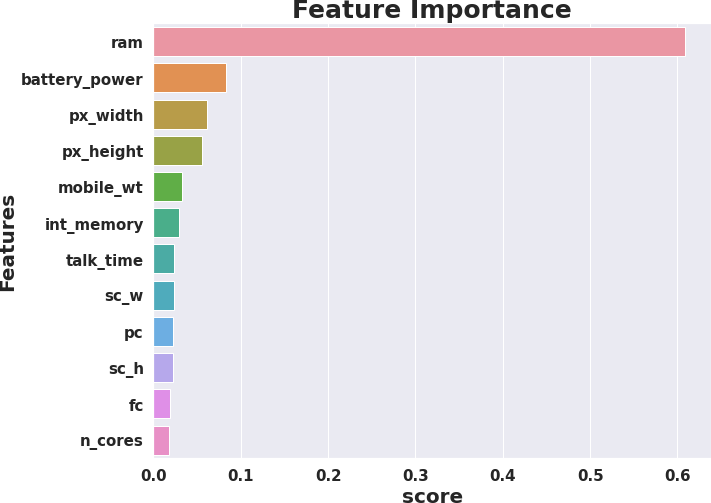 Feature Importance
Features
ram
battery_power
px_width
px_height
mobile_wt
int_memory
talk_time
sc_w
pc
sc_h
fc
n_cores
0.0 0.1 0.2 0.3 0.4 0.5 0.6
score